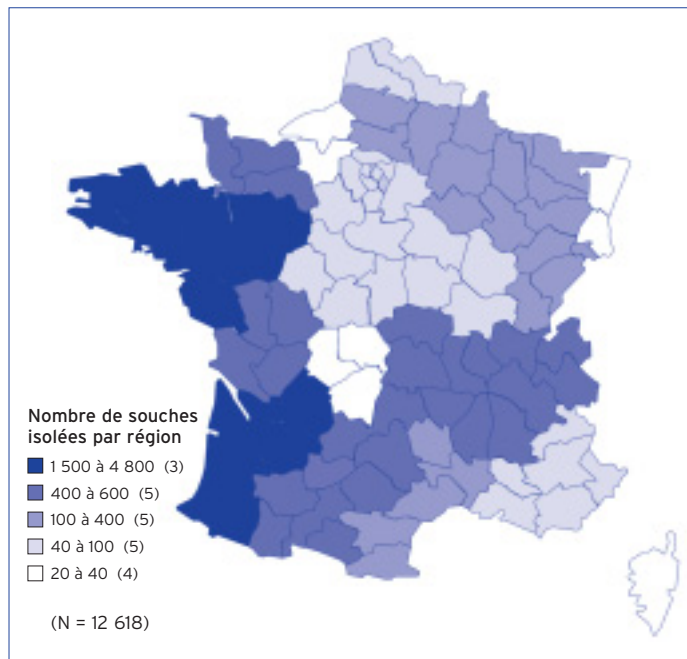 Nombre de souches
isolées par région
1 500 à 4 800 (3)
400 à 600 (5)
100 à 400 (5)
40 à 100 (5)
20 à 40 (4)
(N = 12 618)